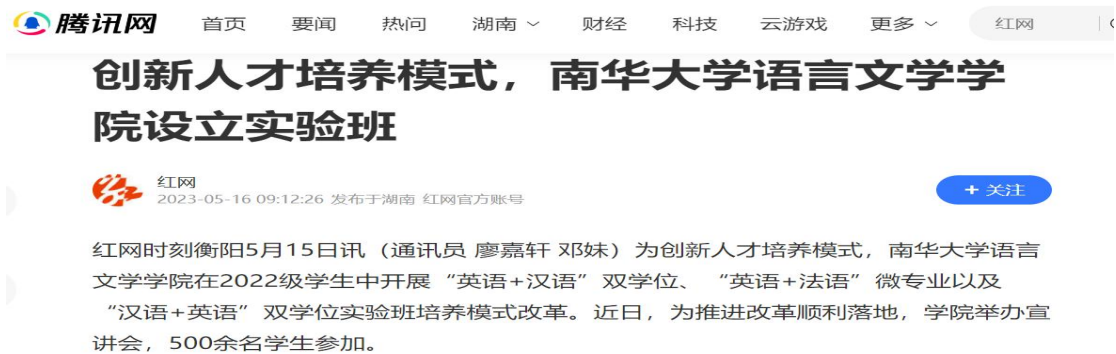 腾讯网 首页 要闻 热问 湖南 财经 科技 云游戏 更多 红网
创新人才培养模式，南华大学语言文学学
院设立实验班
红网
2023-05-16 09:12:26 发布于湖南 红网官方账号
+ 关注
红网时刻衡阳5月15日讯（通讯员 廖嘉轩 邓妹）为创新人才培养模式，南华大学语言
文学学院在2022级学生中开展“英语+汉语”双学位、“英语+法语”微专业以及
“汉语+英语”双学位实验班培养模式改革。近日，为推进改革顺利落地，学院举办宣
讲会，500余名学生参加。